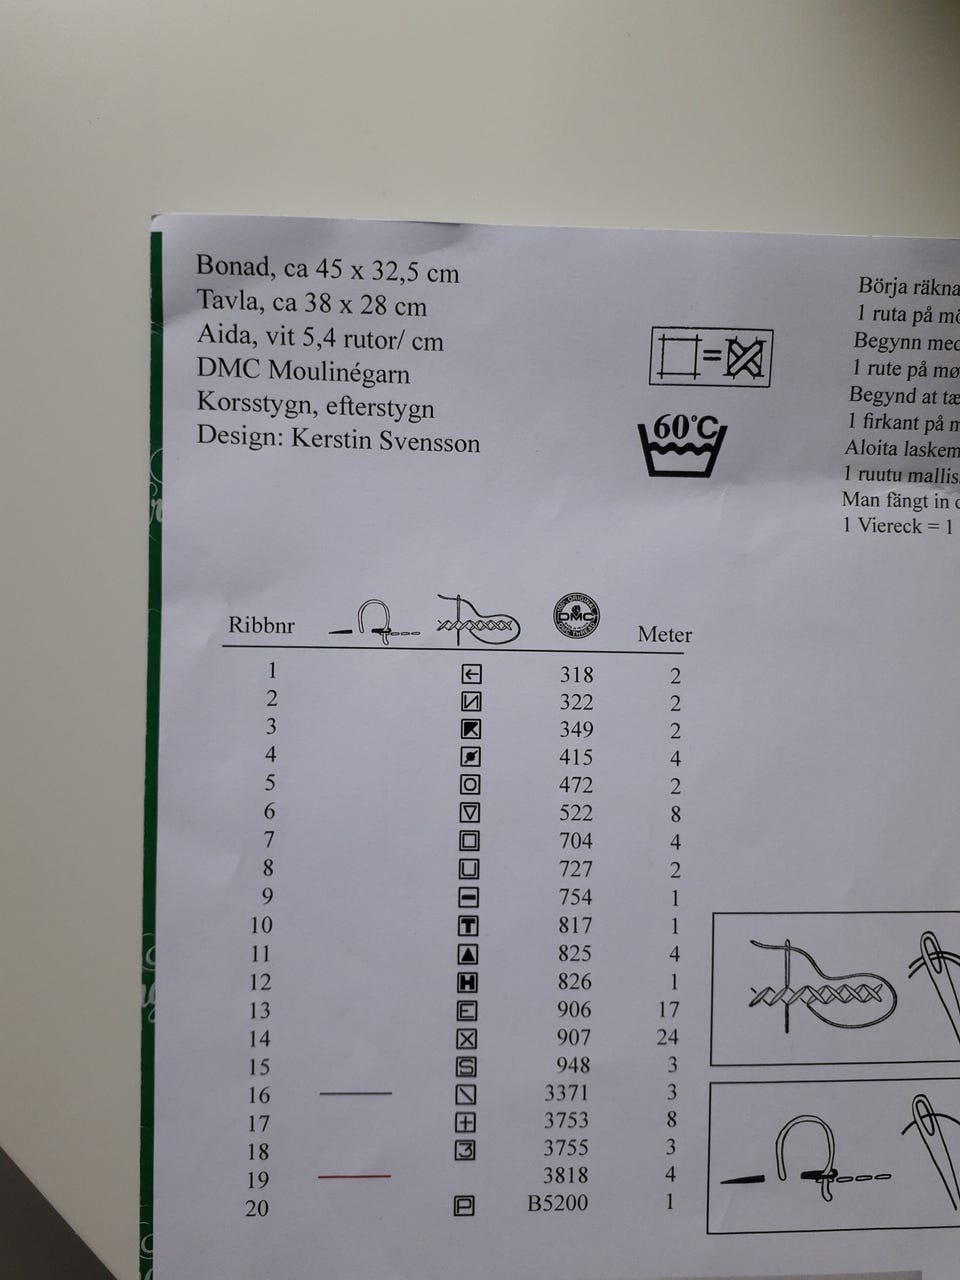 Bonad, ca 45 x 32,5 cm
Tavla, ca 38 x 28 cm
Aida, vit 5,4 rutor/ cm
DMC Moulinégarn
Korsstygn, efterstygn
Design: Kerstin Svensson
60°C
Börja räkna
1 ruta på
Begynn
1 rute på
Begynd at
1 firkant på
Aloita
1 ruutu
Man fängt in
1 Viereck = 1
Ribbnr DMC Meter
1 318 2
2 322 2
3 349 2
4 415 4
5 472 2
6 522 8
7 704 4
8 727 2
9 754 1
10 T 817 1
11 825 4
12 H 826 1
13 E 906 17
14 907 24
15 S 948 3
16 3371 3
17 3753 8
18 3 3755 3
19 3818 4
20 P B5200 1